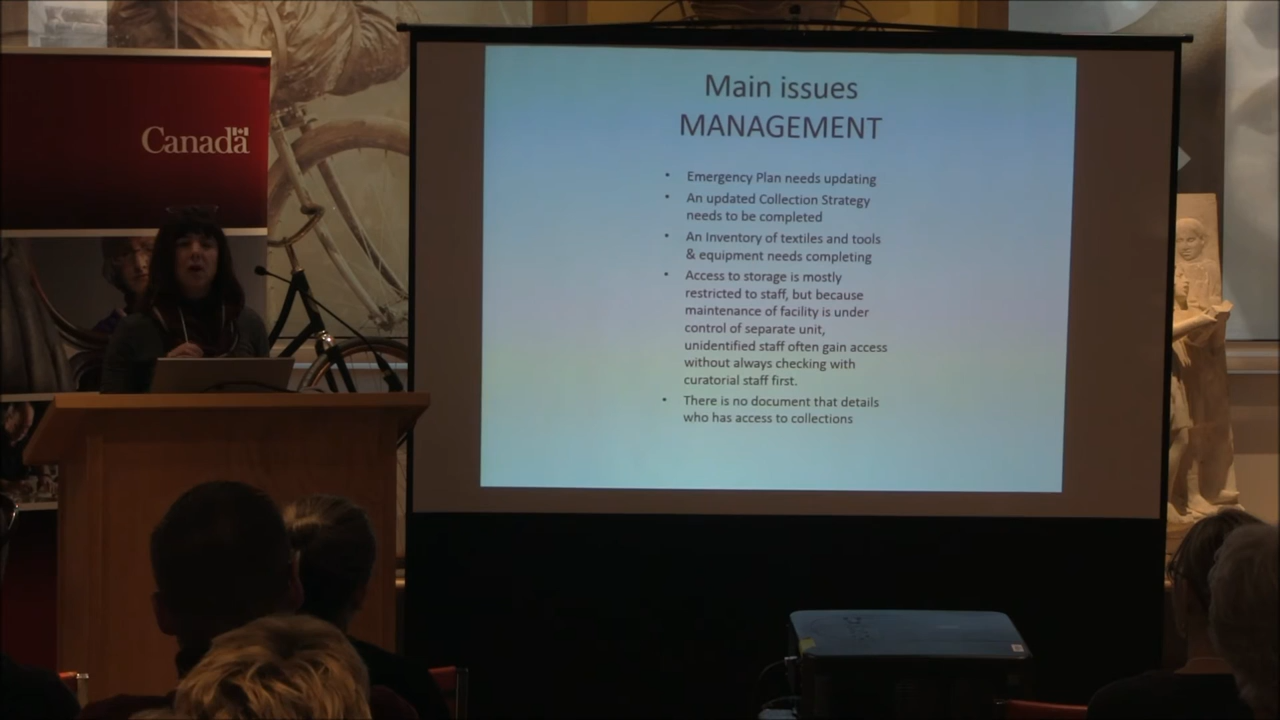 Canada
Main issues
MANAGEMENT
• Emergency Plan needs updating
• An updated Collection Strategy
needs to be completed
• An Inventory of textiles and tools
& equipment needs completing
• Access to storage is mostly
restricted to staff, but because
maintenance of facility is under
control of separate unit,
unidentified staff often gain access
without always checking with
curatorial staff first.
• There is no document that details
who has access to collections